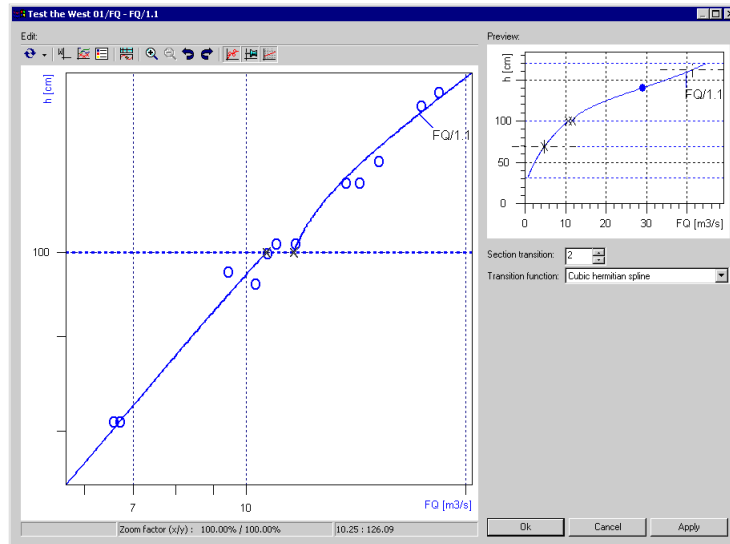 Test the West 01/FQ - FQ/1.1
Edit:
Preview:
h [cm]
FQ/1.1
100
7
10
FQ [m3/s]
h [cm]
FQ/1.1
100
50
0
0
10
20
30
40
FQ [m3/s]
Section transition: 2
Transition function: Cubic hermitian spline
Zoom factor (x/y) : 100.00% / 100.00% 10.25 : 126.09
Ok Cancel Apply